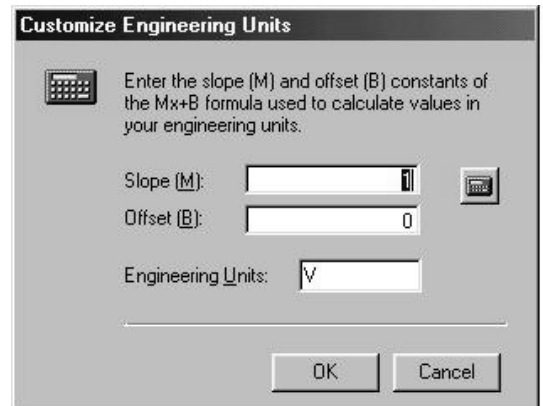 Customize Engineering Units
Enter the slope (M) and offset (B) constants of
the Mx+B formula used to calculate values in
your engineering units.
Slope (M): 1
Offset (B): 0
Engineering Units: V
OK Cancel